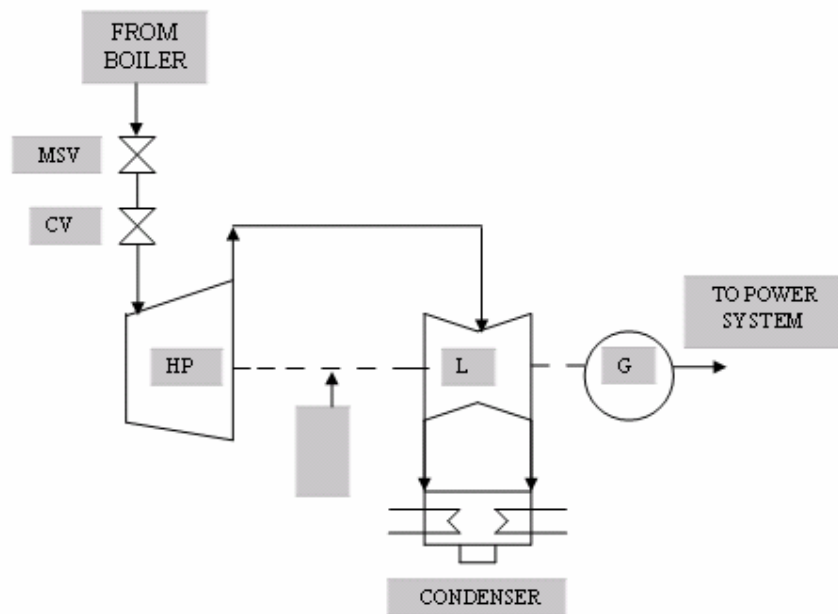 FROM
BOILER
MSV
CV
TO POWER
SYSTEM
HP
L
G
CONDENSER